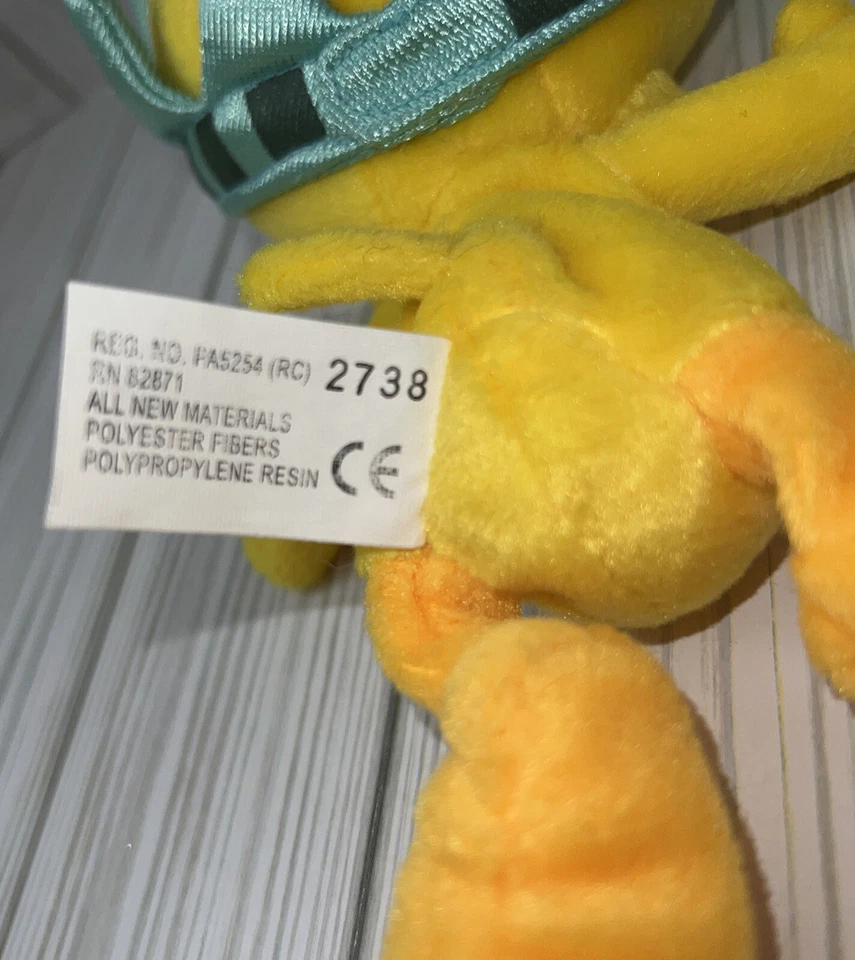 REG. NO. PA5254 (RC) 2738
RN 82871
ALL NEW MATERIALS
POLYESTER FIBERS
POLYPROPYLENE RESIN CE